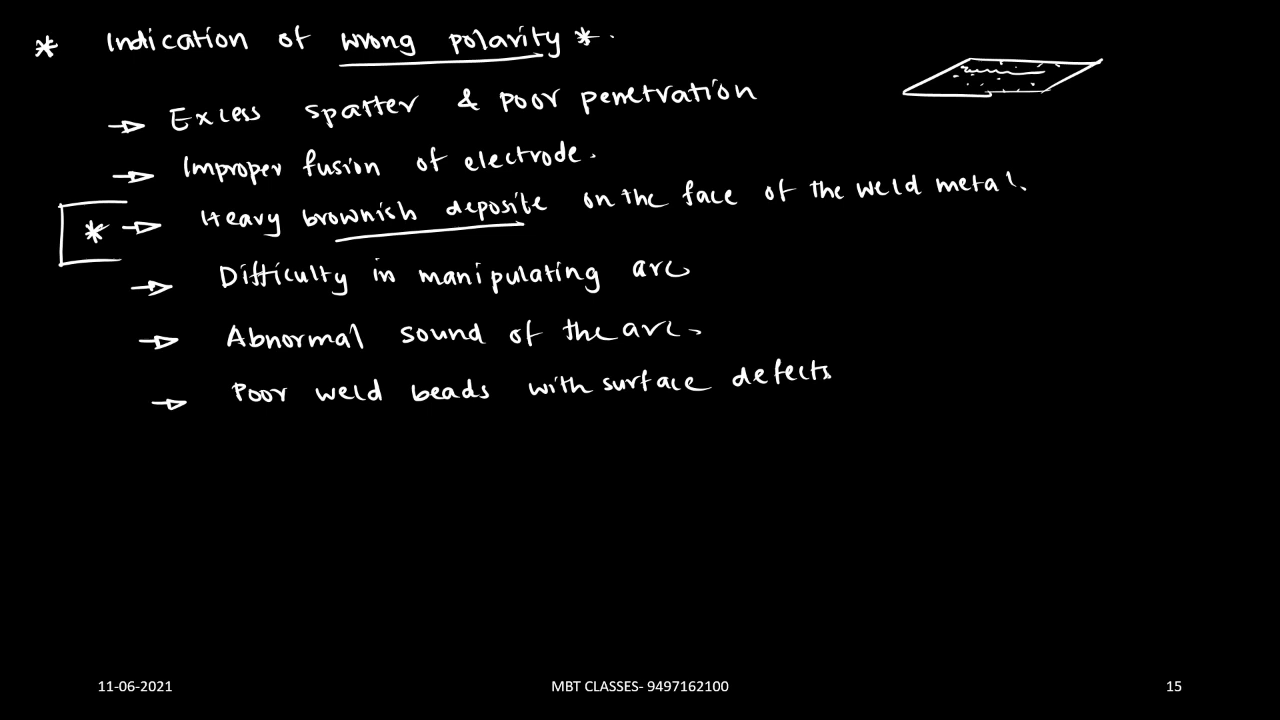 * Indication of wrong polarity *.
→ Excess spatter & poor penetration
→ Improper fusion of electrode.
* → Heavy brownish deposite on the face of the weld metal.
→ Difficulty in manipulating arc
→ Abnormal sound of the arc.
→ Poor weld beads with surface defects
11-06-2021
MBT CLASSES- 9497162100
15